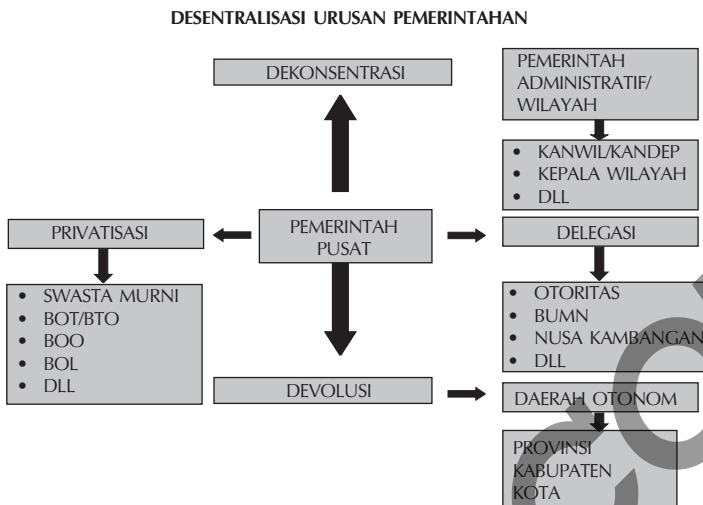 DESENTRALISASI URUSAN PEMERINTAHAN
DEKONSENTRASI
PEMERINTAH
ADMINISTRATIF/
WILAYAH
• KANWIL/KANDEP
• KEPALA WILAYAH
• DLL
PRIVATISASI
PEMERINTAH
PUSAT
DELEGASI
• SWASTA MURNI
• BOT/BTO
• BOO
• BOL
• DLL
• OTORITAS
• BUMN
• NUSA KAMBANGAN
• DLL
DEVOLUSI
DAERAH OTONOM
PROVINSI
KABUPATEN
KOTA